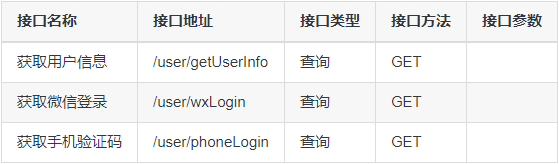 接口名称 接口地址 接口类型 接口方法 接口参数
获取用户信息 /user/getUserInfo 查询 GET
获取微信登录 /user/wxLogin 查询 GET
获取手机验证码 /user/phoneLogin 查询 GET